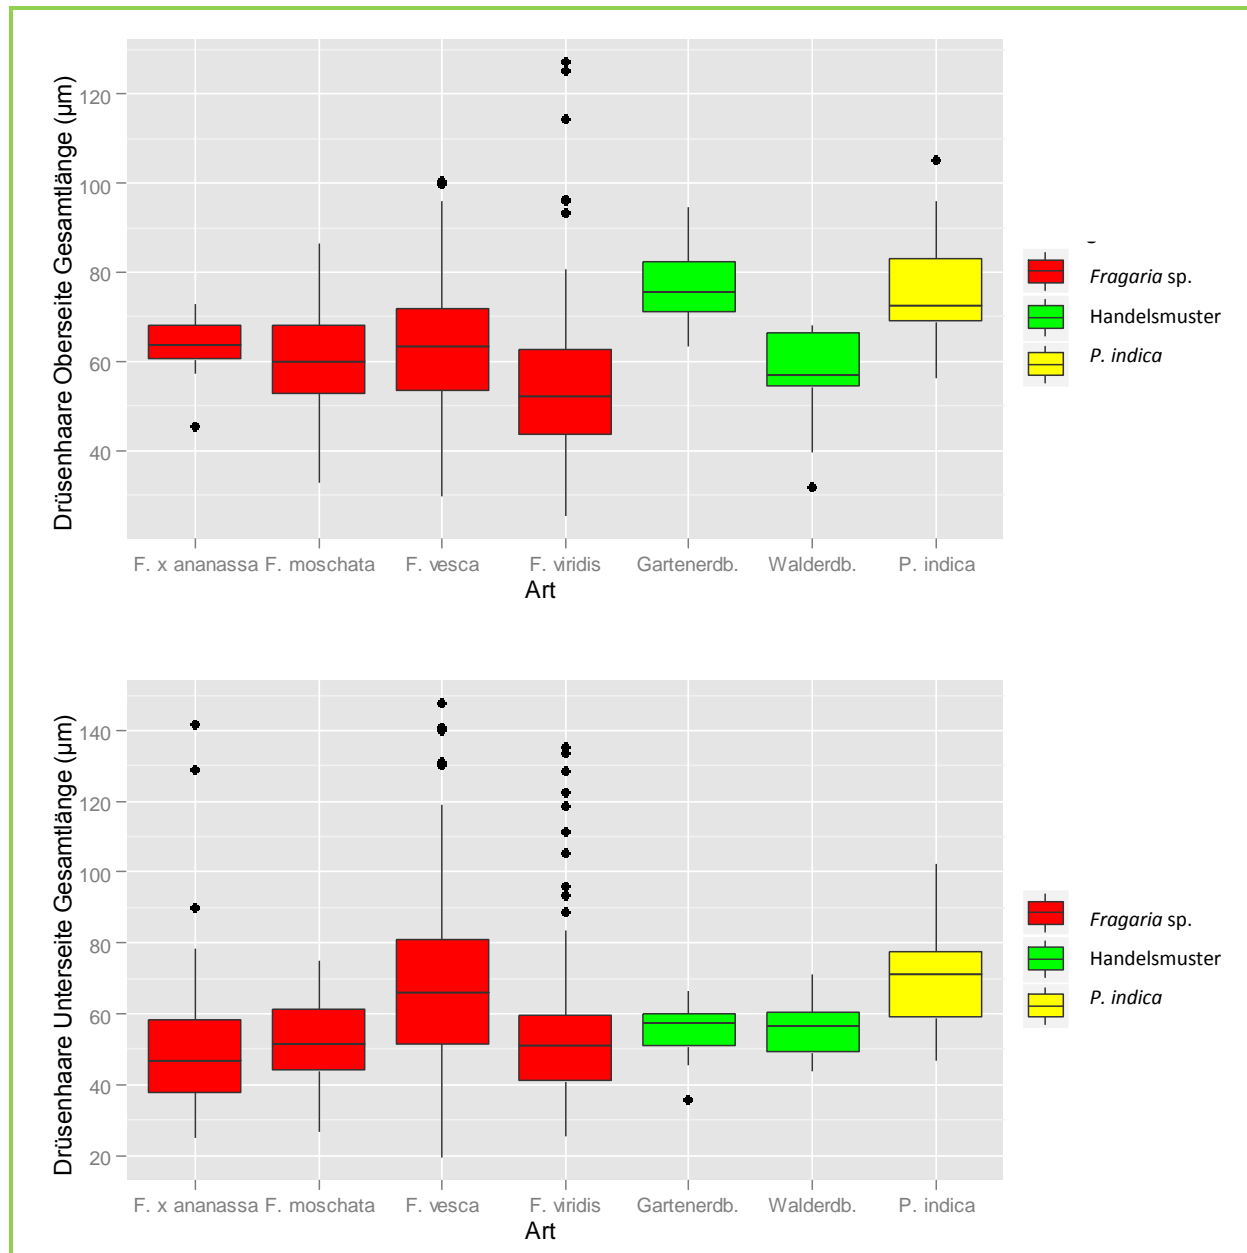 Drüsenhaare Oberseite Gesamtlänge (µm)
120
100
80
60
40
F. x ananassa F. moschata F. vesca F. viridis Gartenerdb. Walderdb. P. indica
Art
Fragaria sp.
Handelsmuster
P. indica
Drüsenhaare Unterseite Gesamtlänge (µm)
140
120
100
80
60
40
20
F. x ananassa F. moschata F. vesca F. viridis Gartenerdb. Walderdb. P. indica
Art
Fragaria sp.
Handelsmuster
P. indica